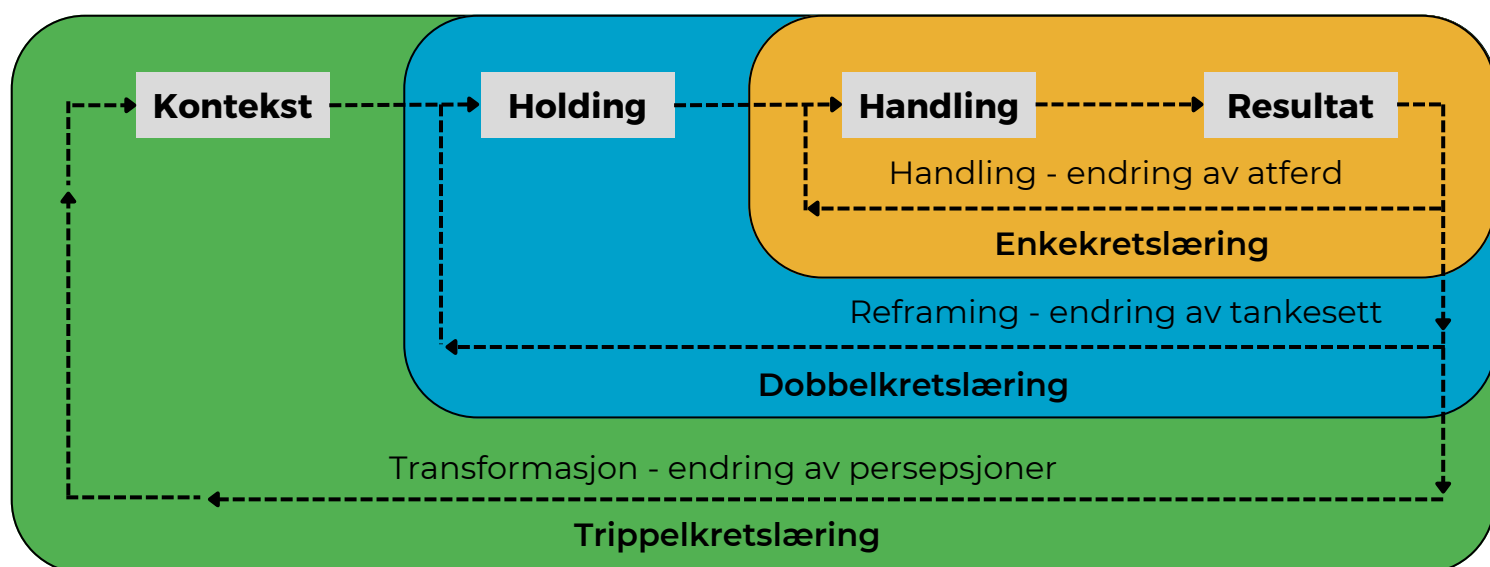 Kontekst
Holding
Handling
Resultat
Handling - endring av atferd
Enkekretslæring
Reframing - endring av tankesett
Dobbelkretslæring
Transformasjon - endring av persepsjoner
Trippelkretslæring